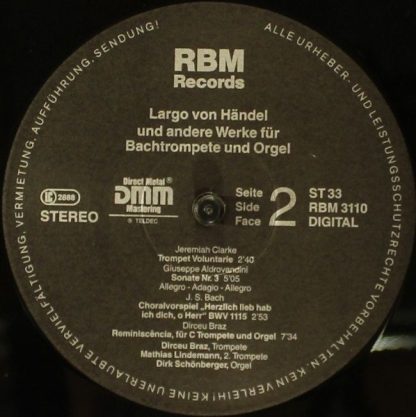 ALLE URHEBER- UND LEISTUNGSSCHUTZRECHTE VORBEHALTEN. KEIN VERLEIH! KEINE UNERLAUBTE VERVIELFÄLTIGUNG, VERMIETUNG, AUFFÜHRUNG, SENDUNG!
RBM
Records
Largo von Händel
und andere Werke für
Bachtrompete und Orgel
LC 2888
STEREO
Direct Metal
DMM
Mastering
® TELDEC
Seite
Side
Face
2
ST 33
RBM 3110
DIGITAL
Jeremiah Clarke
Trompet Voluntarie 2'40
Giuseppe Aldrovandini
Sonate Nr. 3 5'05
Allegro - Adagio - Allegro
J. S. Bach
Choralvorspiel „Herzlich lieb hab
ich dich, o Herr" BWV 1115 2'53
Dirceu Braz
Reminiscência, für C Trompete und Orgel 7'34
Dirceu Braz, Trompete
Mathias Lindemann, 2. Trompete
Dirk Schönberger, Orgel